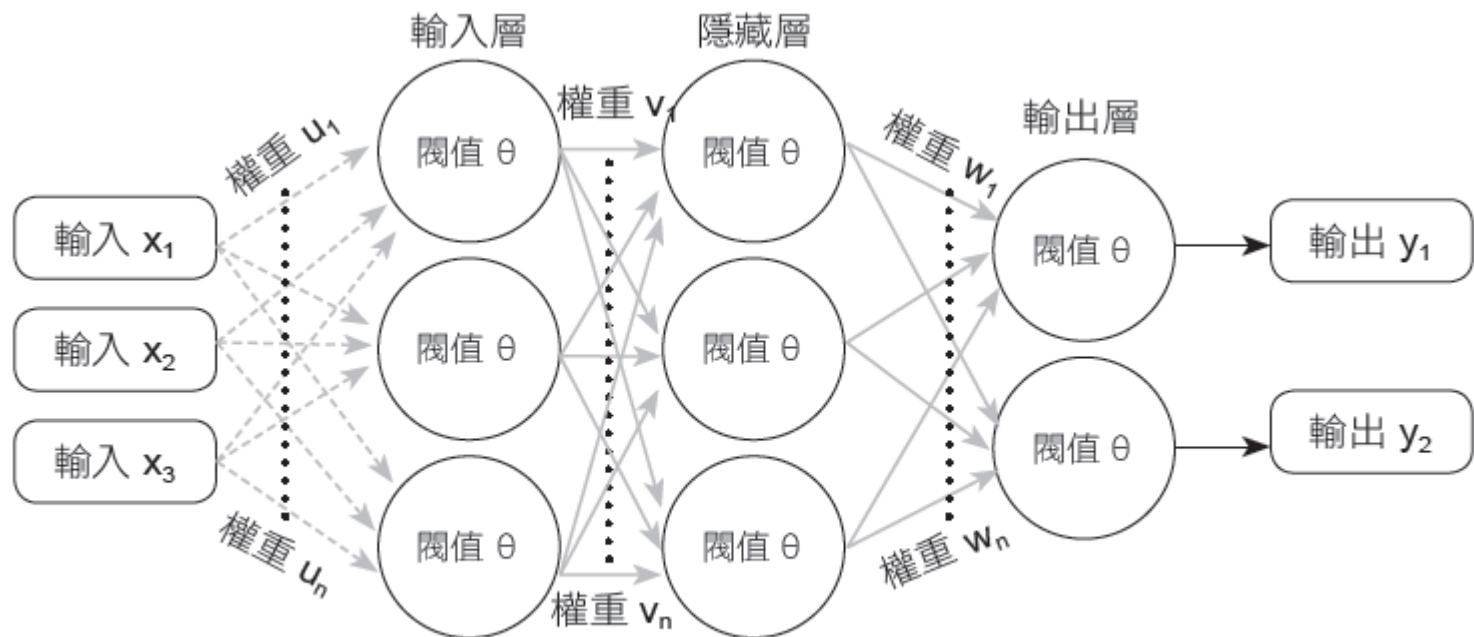 輸入層
隱藏層
輸出層
權重 u1
權重 v1
權重 w1
輸入 x1
輸入 x2
輸入 x3
閥值 θ
閥值 θ
閥值 θ
閥值 θ
閥值 θ
閥值 θ
閥值 θ
閥值 θ
輸出 y1
輸出 y2
權重 un
權重 vn
權重 wn